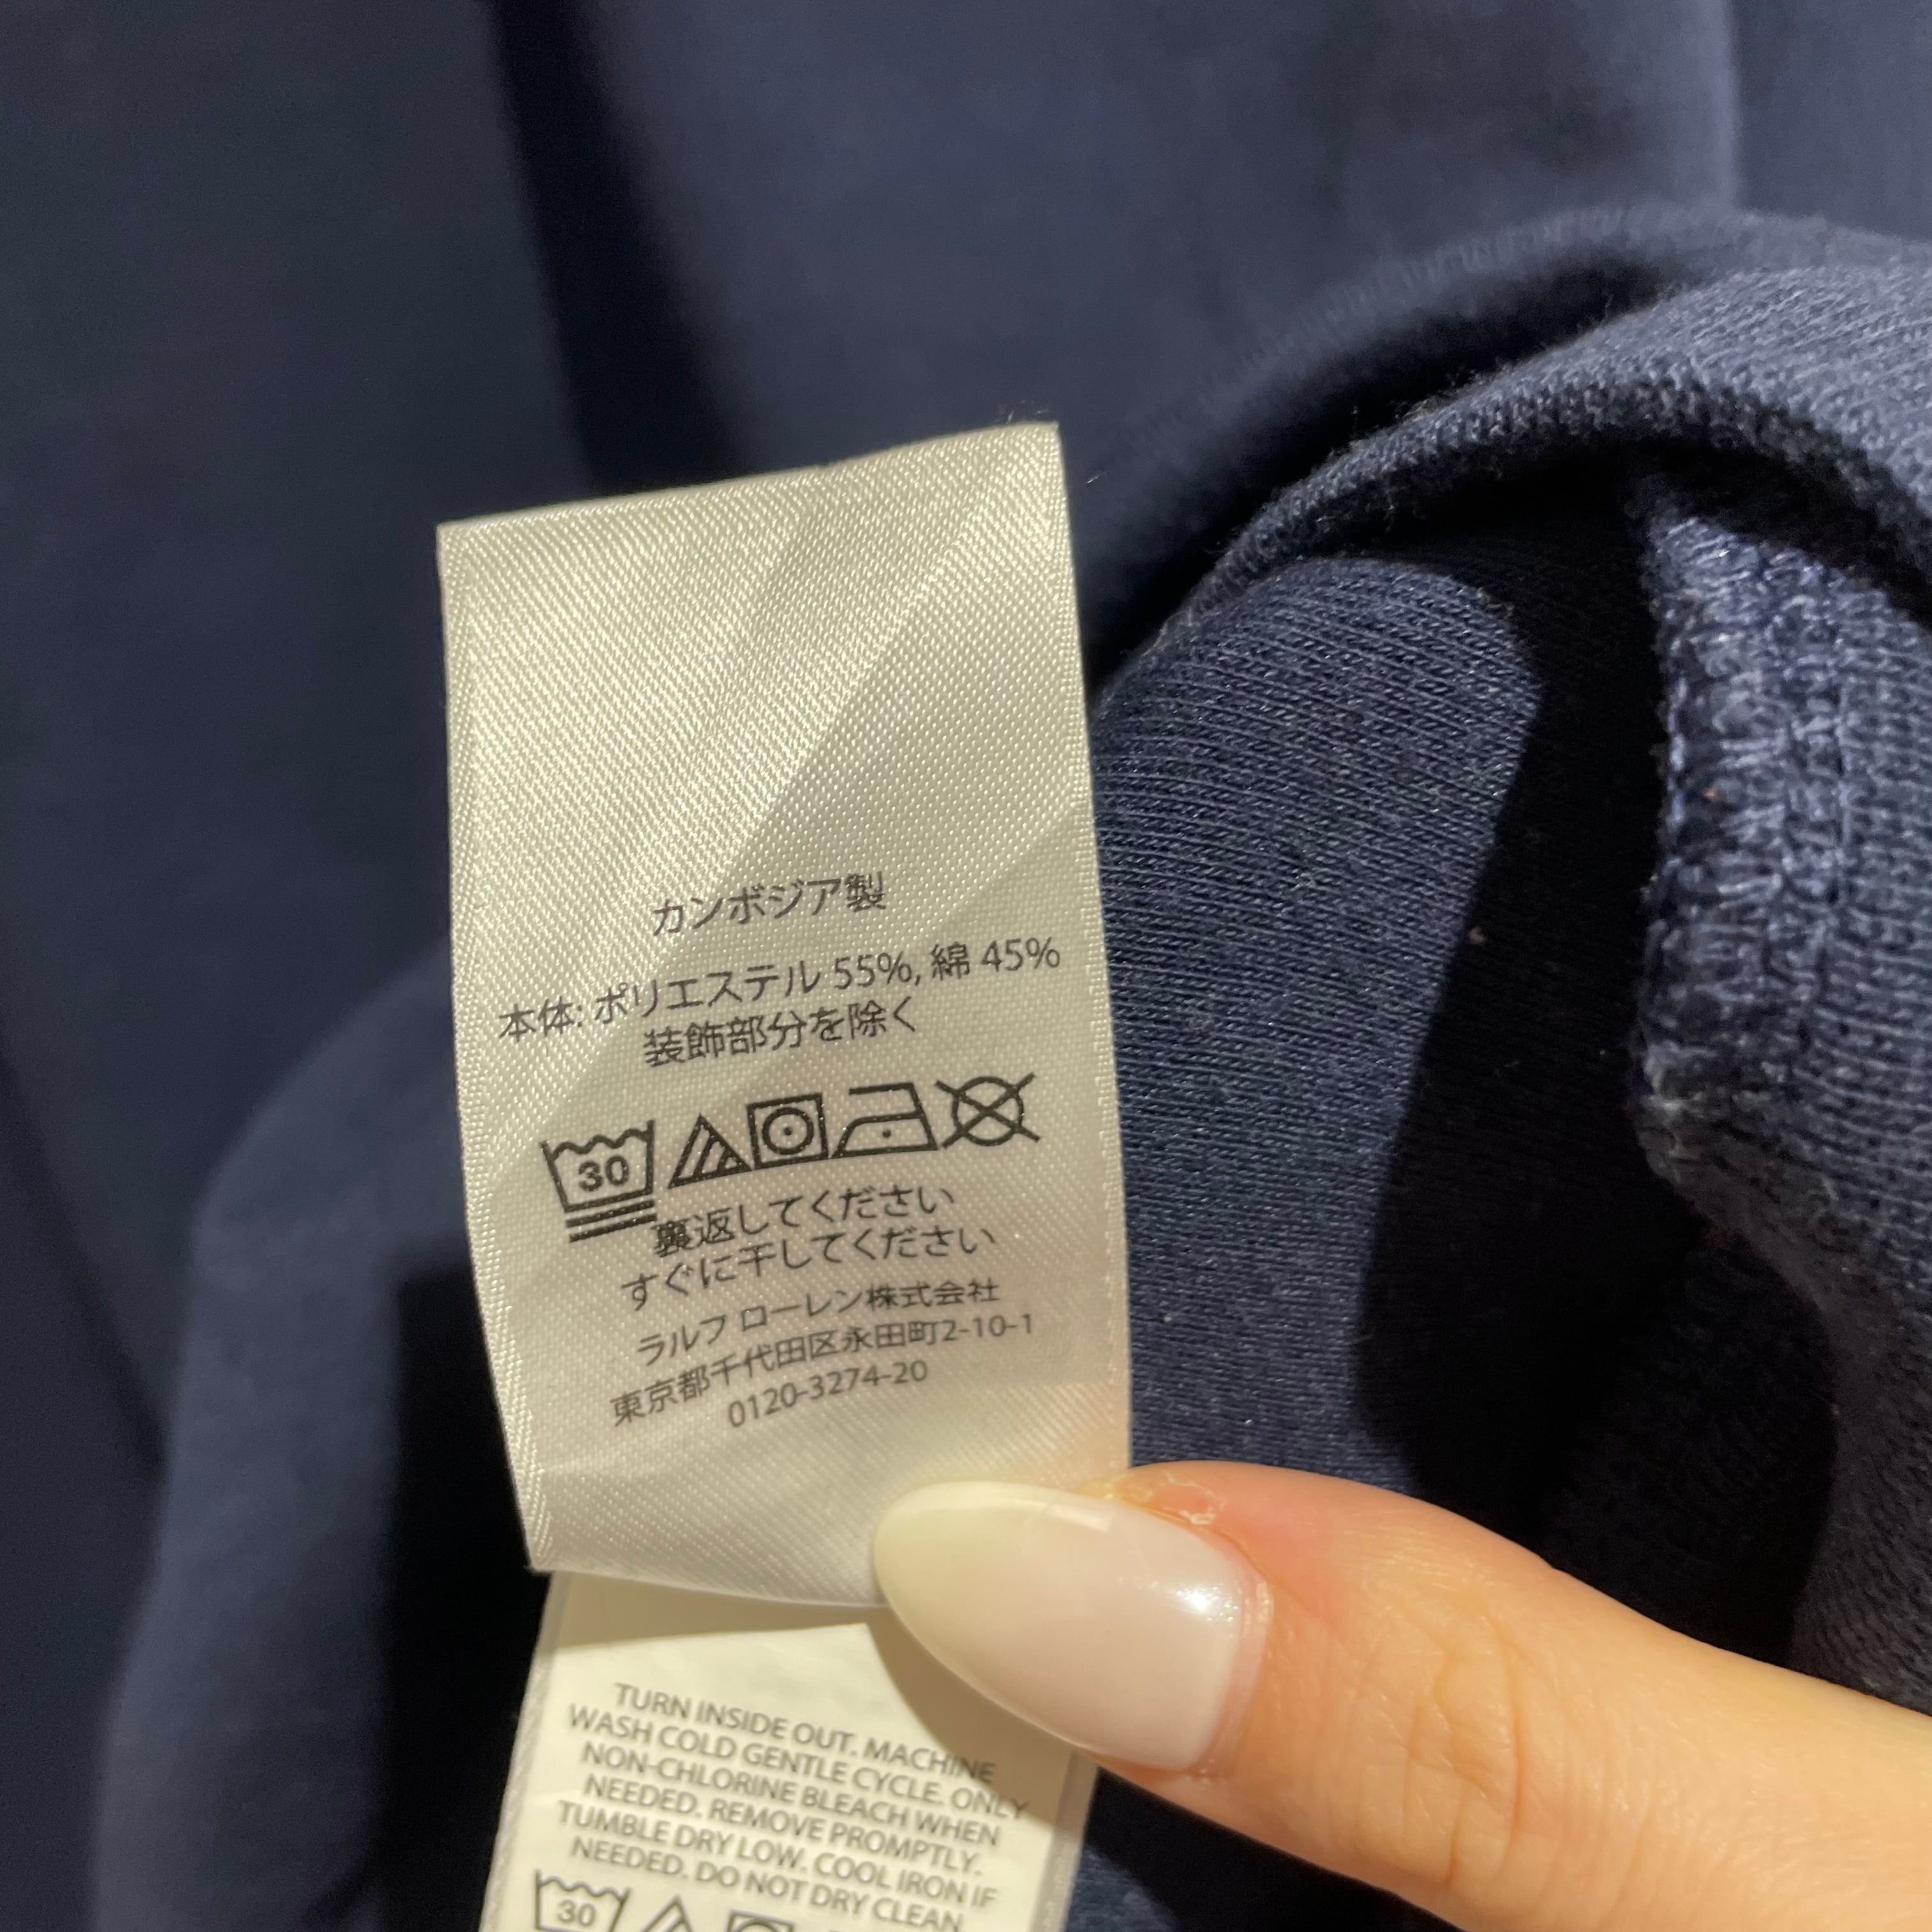 カンボジア製
本体: ポリエステル 55%, 綿 45%
装飾部分を除く
30
裏返してください
すぐに干してください
ラルフ ローレン株式会社
東京都千代田区永田町2-10-1
0120-3274-20
TURN INSIDE OUT. MACHINE
WASH COLD GENTLE CYCLE. ONLY
NON-CHLORINE BLEACH WHEN
NEEDED. REMOVE PROMPTLY.
TUMBLE DRY LOW. COOL IRON IF
NEEDED. DO NOT DRY CLEAN
30